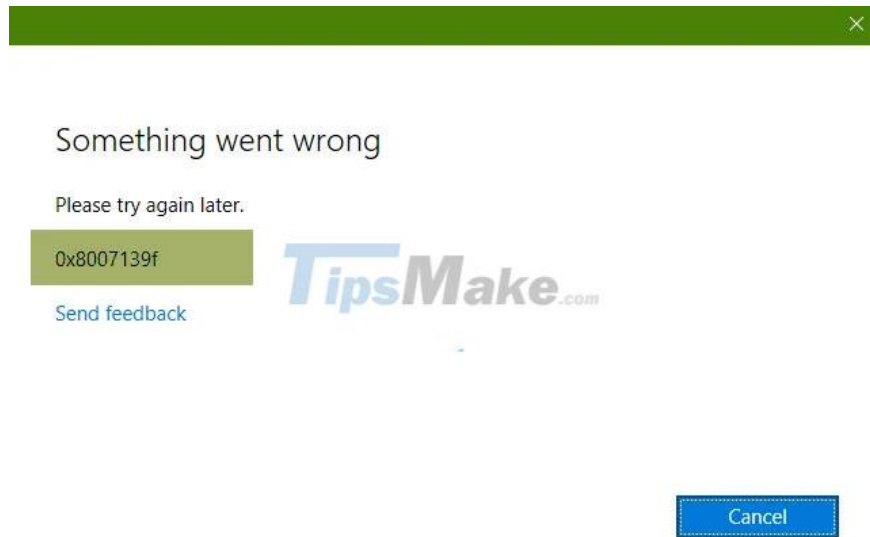 Something went wrong
Please try again later.
0x8007139f
TipsMake.com
Send feedback
Cancel